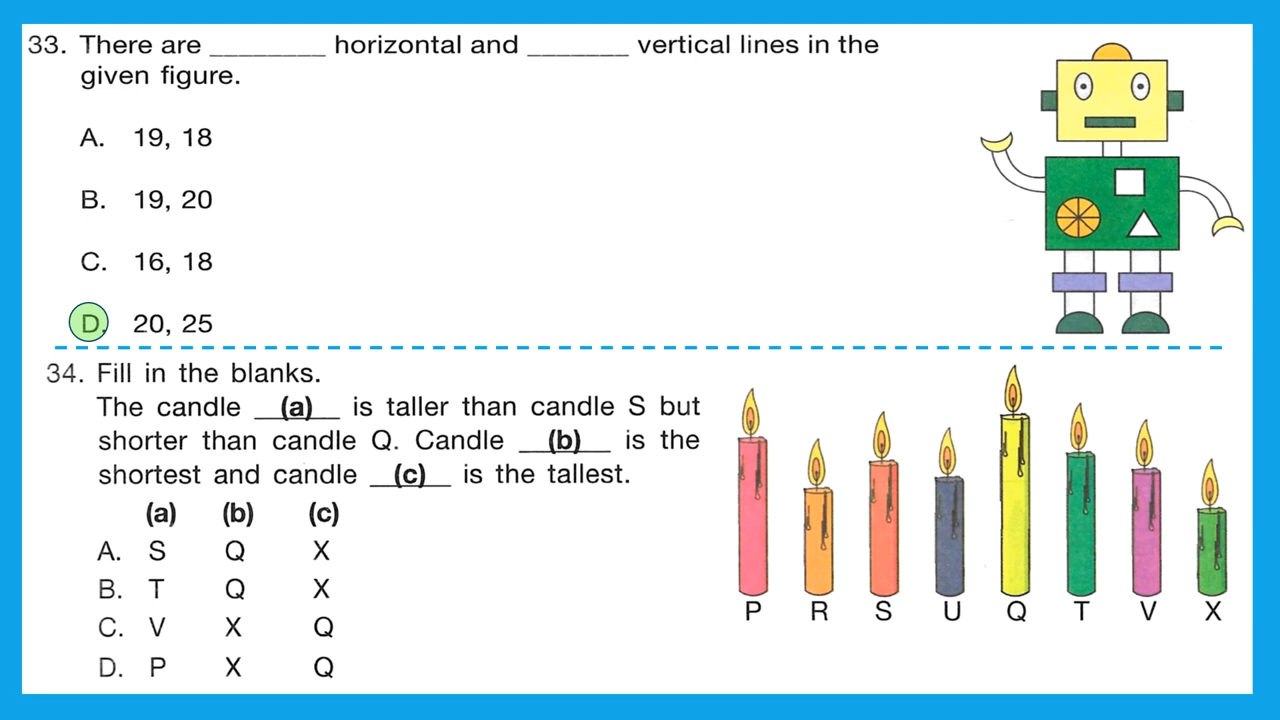 33. There are ________ horizontal and _______ vertical lines in the
given figure.
A. 19, 18
B. 19, 20
C. 16, 18
D. 20, 25
34. Fill in the blanks.
The candle __(a)__ is taller than candle S but
shorter than candle Q. Candle __(b)__ is the
shortest and candle __(c)__ is the tallest.
(a) (b) (c)
A. S Q X
B. T Q X
C. V X Q
D. P X Q
P R S U Q T V X